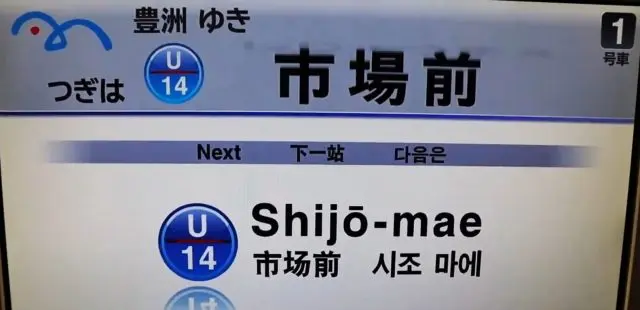 豊洲 ゆき
1
号車
つぎは
U
14
市場前
Next 下一站 다음은
U
14
Shijō-mae
市场前 시조 마에